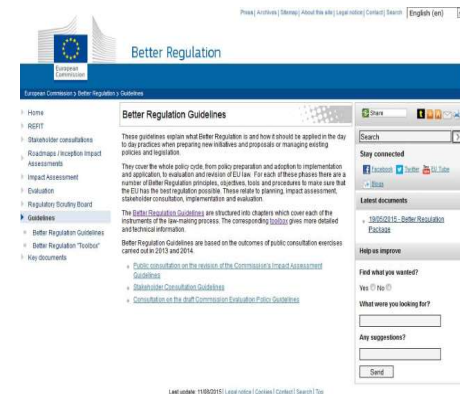 Press | Archives | Sitemap | About this site | Legal notice | Contact | Search English (en)
Better Regulation
European
Commission
European Commission > Better Regulation > Guidelines
Home
REFIT
Stakeholder consultations
Roadmaps / Inception Impact
Assessments
Impact Assessment
Evaluation
Regulatory Scrutiny Board
Guidelines
Better Regulation Guidelines
Better Regulation "Toolbox"
Key documents
Better Regulation Guidelines
These guidelines explain what Better Regulation is and how it should be applied in the day
to day practices when preparing new initiatives and proposals or managing existing
policies and legislation.
They cover the whole policy cycle, from policy preparation and adoption to implementation
and application, to evaluation and revision of EU law. For each of these phases there are a
number of Better Regulation principles, objectives, tools and procedures to make sure that
the EU has the best regulation possible. These relate to planning, impact assessment,
stakeholder consultation, implementation and evaluation.
The Better Regulation Guidelines are structured into chapters which cover each of the
instruments of the law-making process. The corresponding toolbox gives more detailed
and technical information.
Better Regulation Guidelines are based on the outcomes of public consultation exercises
carried out in 2013 and 2014.
Public consultation on the revision of the Commission's Impact Assessment
Guidelines
Stakeholder Consultation Guidelines
Consultation on the draft Commission Evaluation Policy Guidelines
Share
Search
Stay connected
Facebook Twitter EU Tube
Blogs
Latest documents
19/05/2015 - Better Regulation
Package
Help us improve
Find what you wanted?
Yes No
What were you looking for?
Any suggestions?
Send
Last update: 11/08/2015 | Legal notice | Cookies | Contact | Search | Top